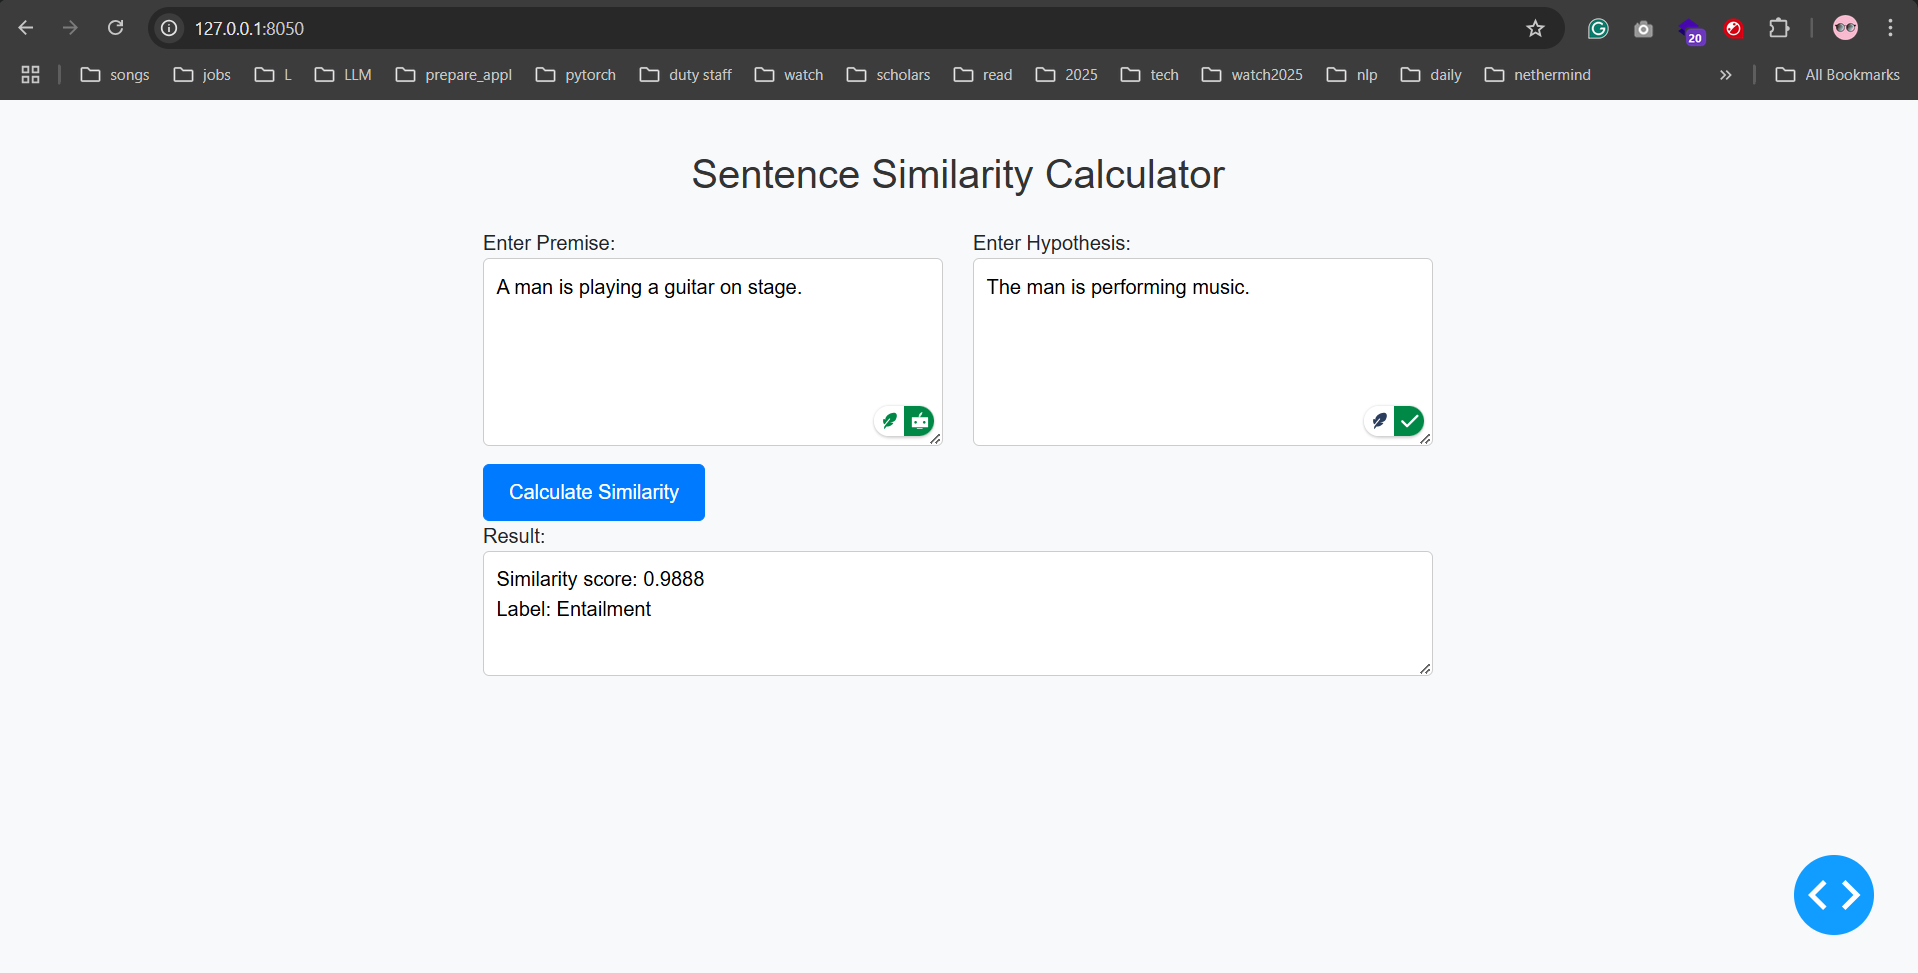 127.0.0.1:8050
20
songs jobs L LLM prepare_appl pytorch duty staff watch scholars read 2025 tech watch2025 nlp daily nethermind » All Bookmarks
Sentence Similarity Calculator
Enter Premise:
A man is playing a guitar on stage.
Enter Hypothesis:
The man is performing music.
Calculate Similarity
Result:
Similarity score: 0.9888
Label: Entailment